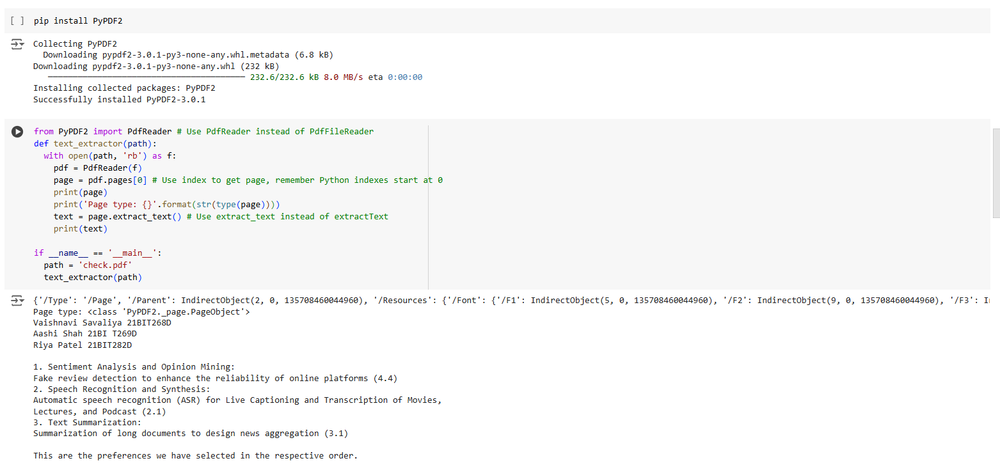 [ ] pip install PyPDF2
Collecting PyPDF2
Downloading pypdf2-3.0.1-py3-none-any.whl.metadata (6.8 kB)
Downloading pypdf2-3.0.1-py3-none-any.whl (232 kB)
232.6/232.6 kB 8.0 MB/s eta 0:00:00
Installing collected packages: PyPDF2
Successfully installed PyPDF2-3.0.1
from PyPDF2 import PdfReader # Use PdfReader instead of PdfFileReader
def text_extractor(path):
  with open(path, 'rb') as f:
    pdf = PdfReader(f)
    page = pdf.pages[0] # Use index to get page, remember Python indexes start at 0
    print(page)
    print('Page type: {}'.format(str(type(page))))
    text = page.extract_text() # Use extract_text instead of extractText
    print(text)
if __name__ == '__main__':
  path = 'check.pdf'
  text_extractor(path)
{'/Type': '/Page', '/Parent': IndirectObject(2, 0, 135708460044960), '/Resources': {'/Font': {'/F1': IndirectObject(5, 0, 135708460044960), '/F2': IndirectObject(9, 0, 135708460044960), '/F3':
Page type: <class 'PyPDF2._page.PageObject'>
Vaishnavi Savaliya 21BIT268D
Aashi Shah 21BI T269D
Riya Patel 21BIT282D
1. Sentiment Analysis and Opinion Mining:
Fake review detection to enhance the reliability of online platforms (4.4)
2. Speech Recognition and Synthesis:
Automatic speech recognition (ASR) for Live Captioning and Transcription of Movies,
Lectures, and Podcast (2.1)
3. Text Summarization:
Summarization of long documents to design news aggregation (3.1)
This are the preferences we have selected in the respective order.